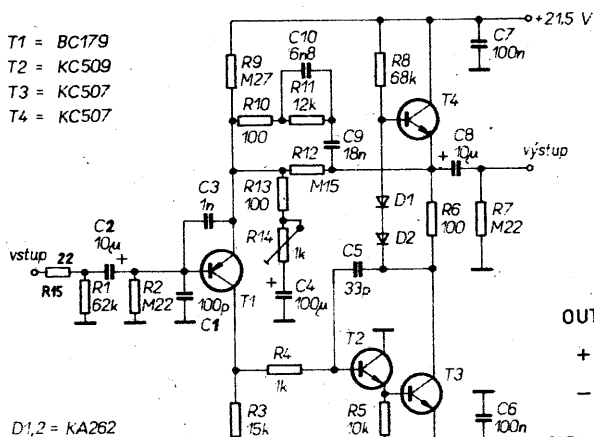 T1 = BC179
T2 = KC509
T3 = KC507
T4 = KC507
+21,5 V
C10
6n8
C7
100n
R9
M27
R11
12k
R8
68k
T4
R10
100
C9
18n
C8
10µ
+
výstup
R12
M15
R13
100
C3
1n
D1
R6
100
R7
M22
R14
1k
D2
C2
10µ
+
vstup
22
R15
C5
33p
R1
62k
R2
M22
100p
C1
T1
+
C4
100µ
T2
OUT
+
-
R4
1k
T3
R3
15k
R5
10k
C6
100n
D1,2 = KA262